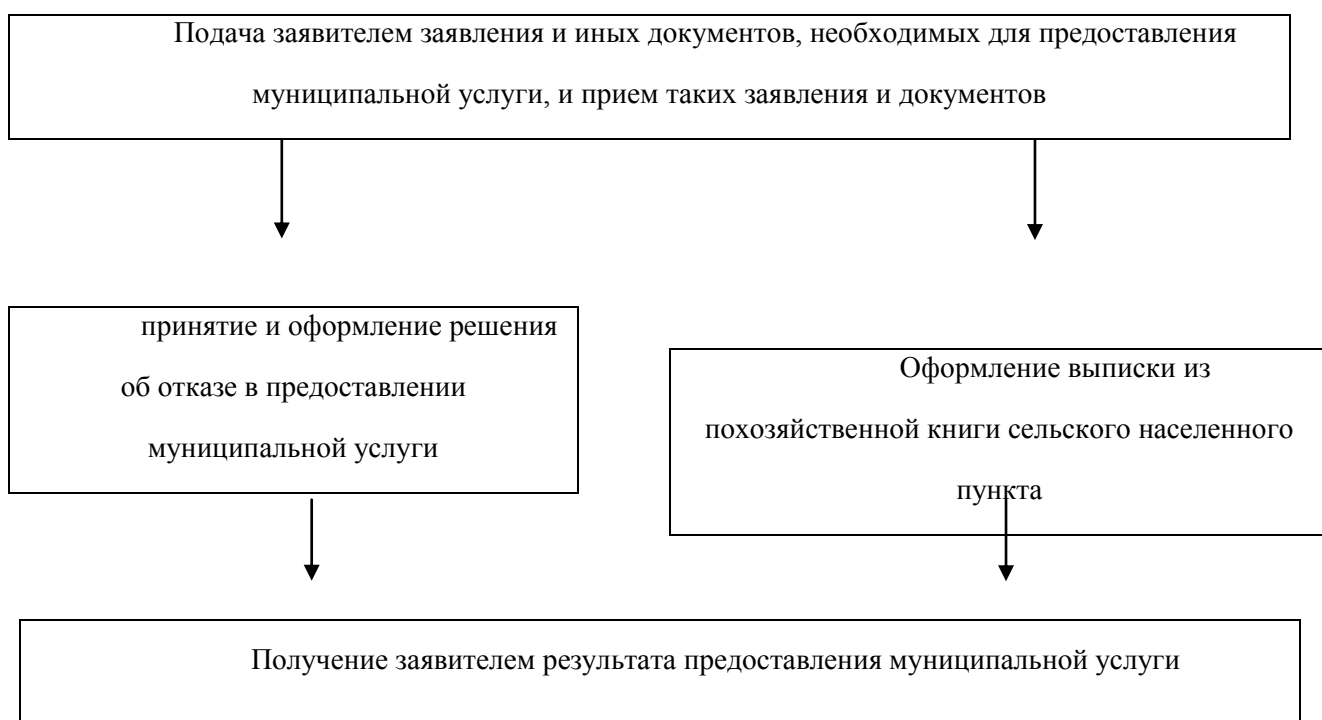 Подача заявителем заявления и иных документов, необходимых для предоставления
муниципальной услуги, и прием таких заявления и документов
принятие и оформление решения
об отказе в предоставлении
муниципальной услуги
Оформление выписки из
похозяйственной книги сельского населенного
пункта
Получение заявителем результата предоставления муниципальной услуги